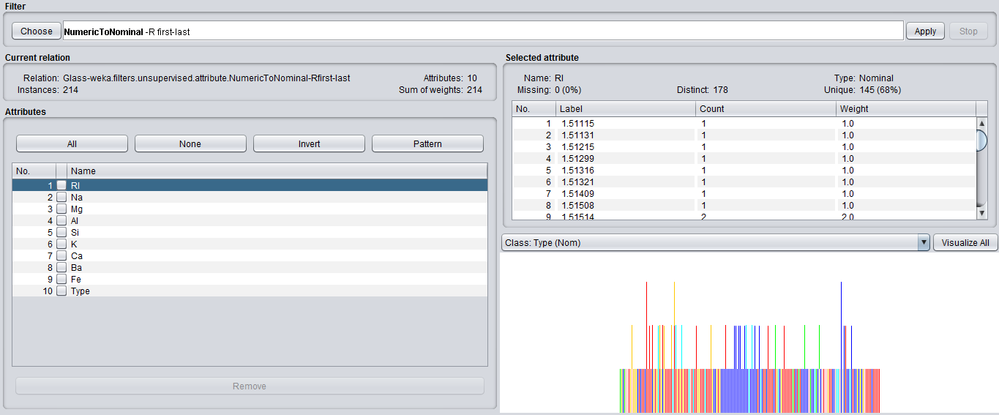 Filter
Choose NumericToNominal -R first-last Apply Stop
Current relation
Relation: Glass-weka.filters.unsupervised.attribute.NumericToNominal-Rfirst-last Attributes: 10
Instances: 214 Sum of weights: 214
Attributes
All None Invert Pattern
No. Name
1 RI
2 Na
3 Mg
4 Al
5 Si
6 K
7 Ca
8 Ba
9 Fe
10 Type
Remove
Selected attribute
Name: RI Type: Nominal
Missing: 0 (0%) Distinct: 178 Unique: 145 (68%)
No. Label Count Weight
1 1.51115 1 1.0
2 1.51131 1 1.0
3 1.51215 1 1.0
4 1.51299 1 1.0
5 1.51316 1 1.0
6 1.51321 1 1.0
7 1.51409 1 1.0
8 1.51508 1 1.0
9 1.51514 2 2.0
Class: Type (Nom) Visualize All